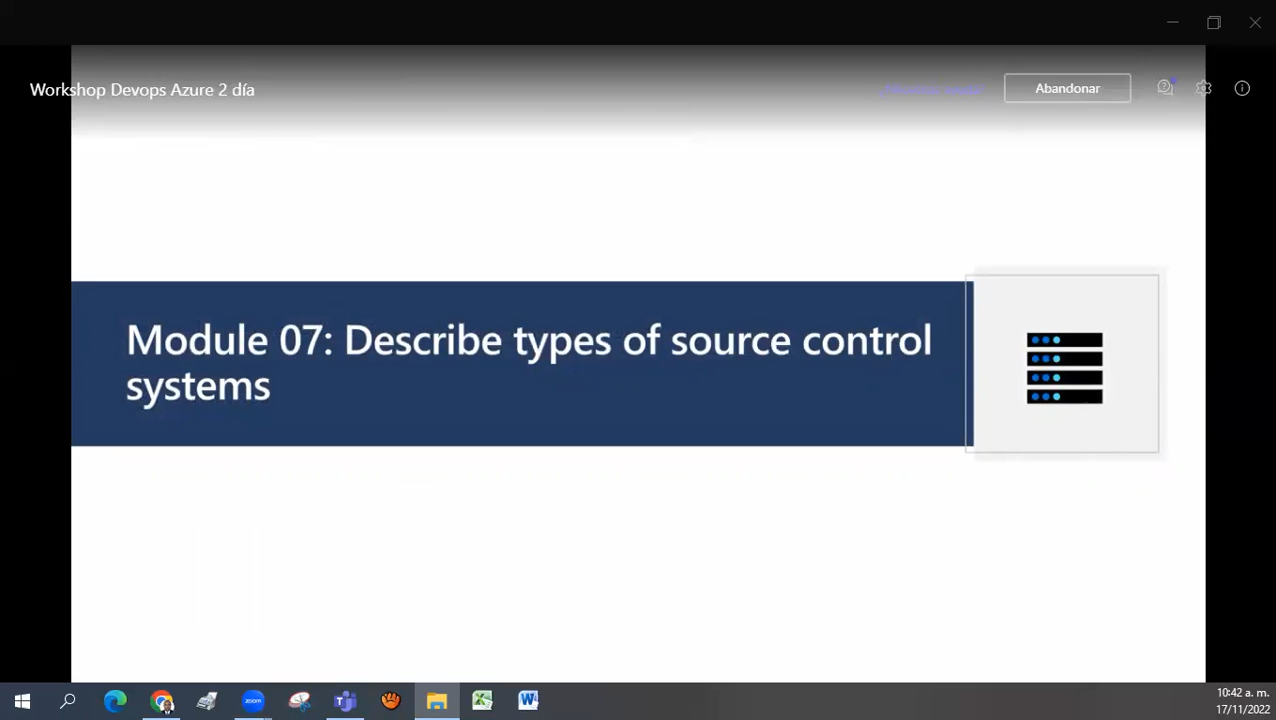 Workshop Devops Azure 2 día
Abandonar
Module 07: Describe types of source control
systems
zoom
10:42 a. m.
17/11/2022